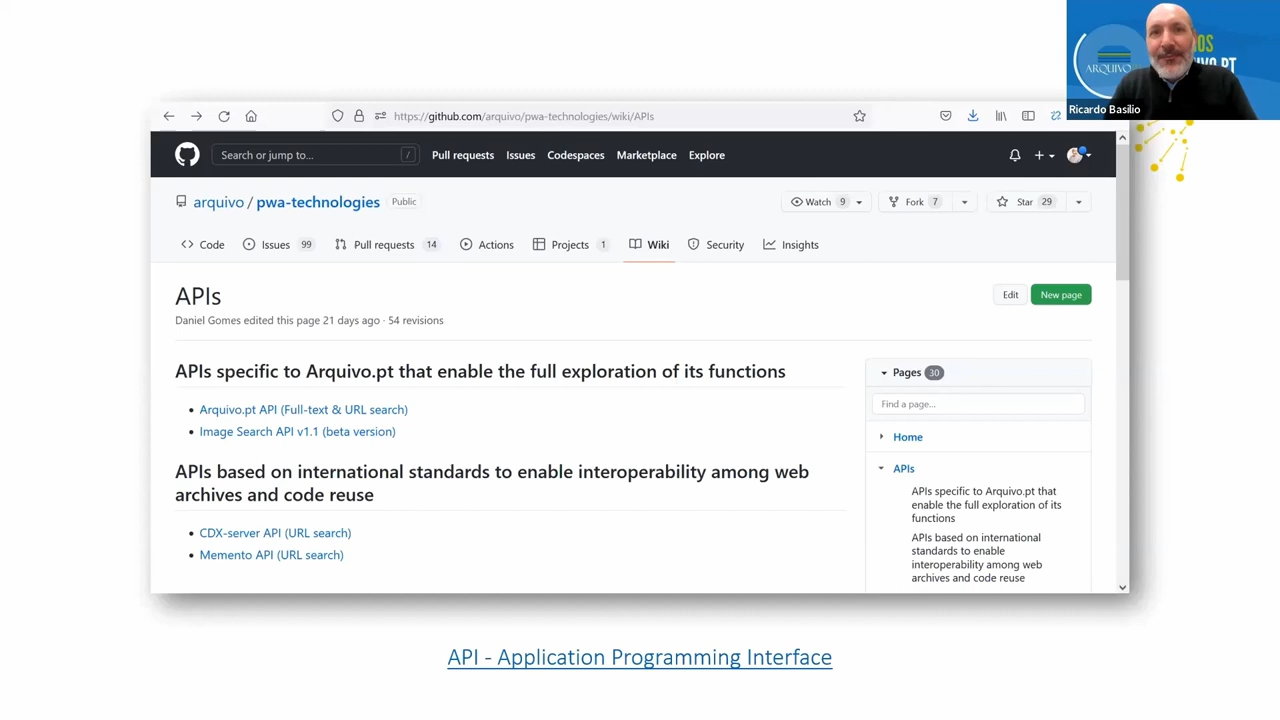 ARQUIVO
OS
IVO.PT
Ricardo Basílio
https://github.com/arquivo/pwa-technologies/wiki/APIs
Search or jump to...
/
Pull requests
Issues
Codespaces
Marketplace
Explore
arquivo / pwa-technologies
Public
Watch 9
Fork 7
Star 29
Code
Issues 99
Pull requests 14
Actions
Projects 1
Wiki
Security
Insights
APIs
Edit
New page
Daniel Gomes edited this page 21 days ago · 54 revisions
APIs specific to Arquivo.pt that enable the full exploration of its functions
• Arquivo.pt API (Full-text & URL search)
• Image Search API v1.1 (beta version)
APIs based on international standards to enable interoperability among web
archives and code reuse
• CDX-server API (URL search)
• Memento API (URL search)
Pages 30
Find a page...
Home
APIs
APIs specific to Arquivo.pt that
enable the full exploration of its
functions
APIs based on international
standards to enable
interoperability among web
archives and code reuse
API - Application Programming Interface